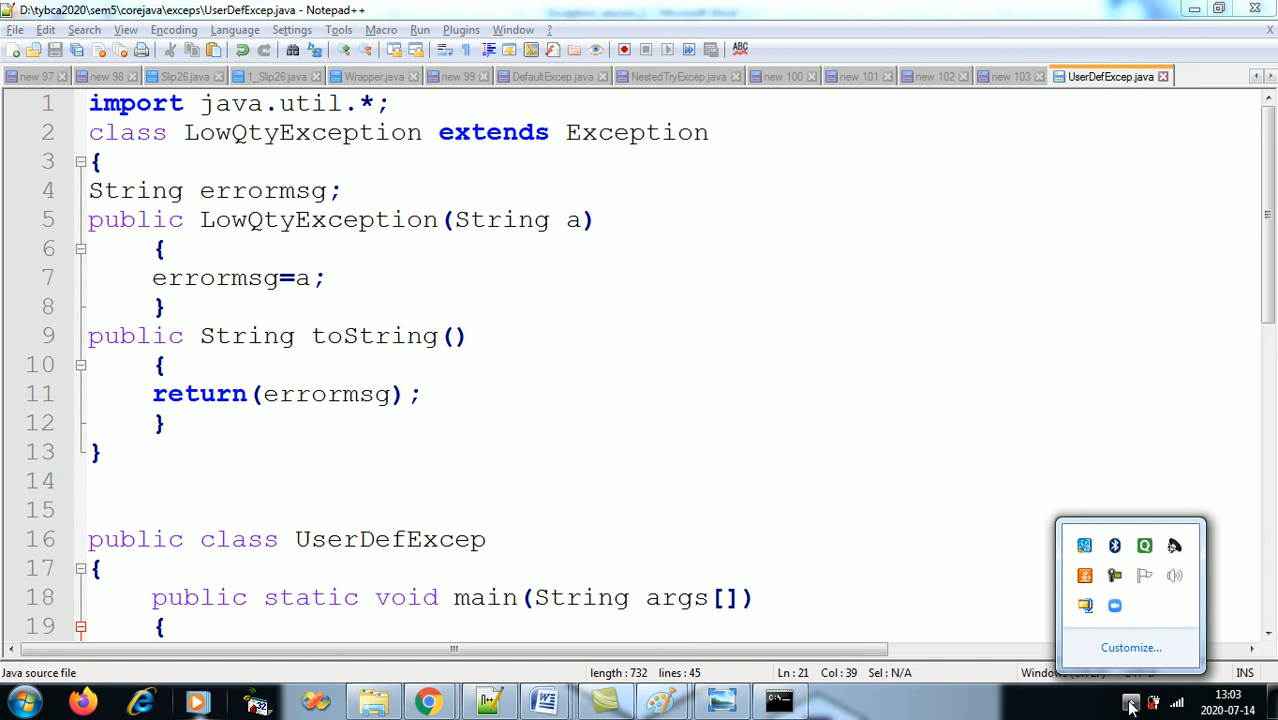 D:\tybca2020\sem5\corejava\exceps\UserDefExcep.java - Notepad++
File Edit Search View Encoding Language Settings Tools Macro Run Plugins Window ? X
new 97 new 98 Slip26.java 1_Slip26.java Wrapper.java new 99 DefaultExcep.java NestedTryExcep.java new 100 new 101 new 102 new 103 UserDefExcep.java
1 import java.util.*;
2 class LowQtyException extends Exception
3 {
4 String errormsg;
5 public LowQtyException(String a)
6 {
7 errormsg=a;
8 }
9 public String toString()
10 {
11 return(errormsg);
12 }
13 }
14
15
16 public class UserDefExcep
17 {
18 public static void main(String args[])
19 {
Customize...
Java source file length : 732 lines : 45 Ln : 21 Col : 39 Sel : N/A INS
13:03
2020-07-14